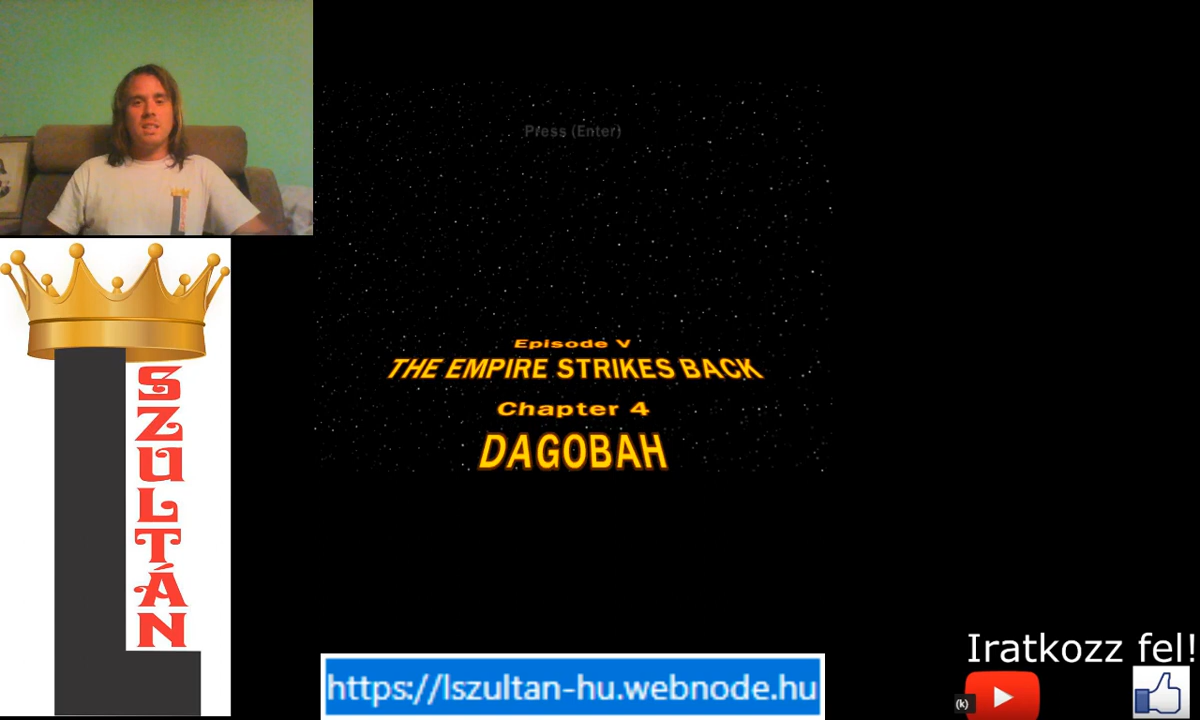 Press (Enter)
Episode V
THE EMPIRE STRIKES BACK
Chapter 4
DAGOBAH
L
SZULTÁN
https://lszultan-hu.webnode.hu
Iratkozz fel!
(k)